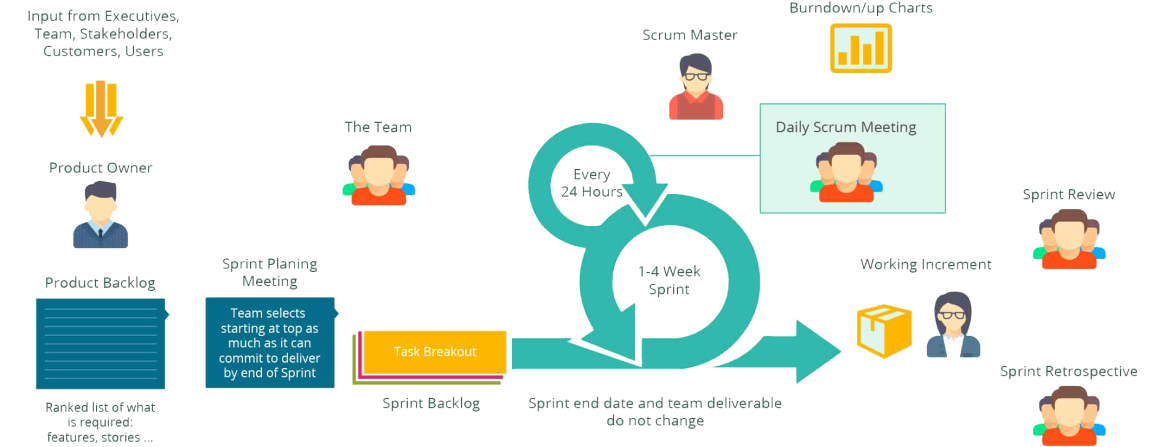 Input from Executives,
Team, Stakeholders,
Customers, Users
Product Owner
Product Backlog
Ranked list of what
is required:
features, stories ...
Sprint Planing
Meeting
Team selects
starting at top as
much as it can
commit to deliver
by end of Sprint
The Team
Task Breakout
Sprint Backlog
Every
24 Hours
1-4 Week
Sprint
Sprint end date and team deliverable
do not change
Scrum Master
Burndown/up Charts
Daily Scrum Meeting
Working Increment
Sprint Review
Sprint Retrospective